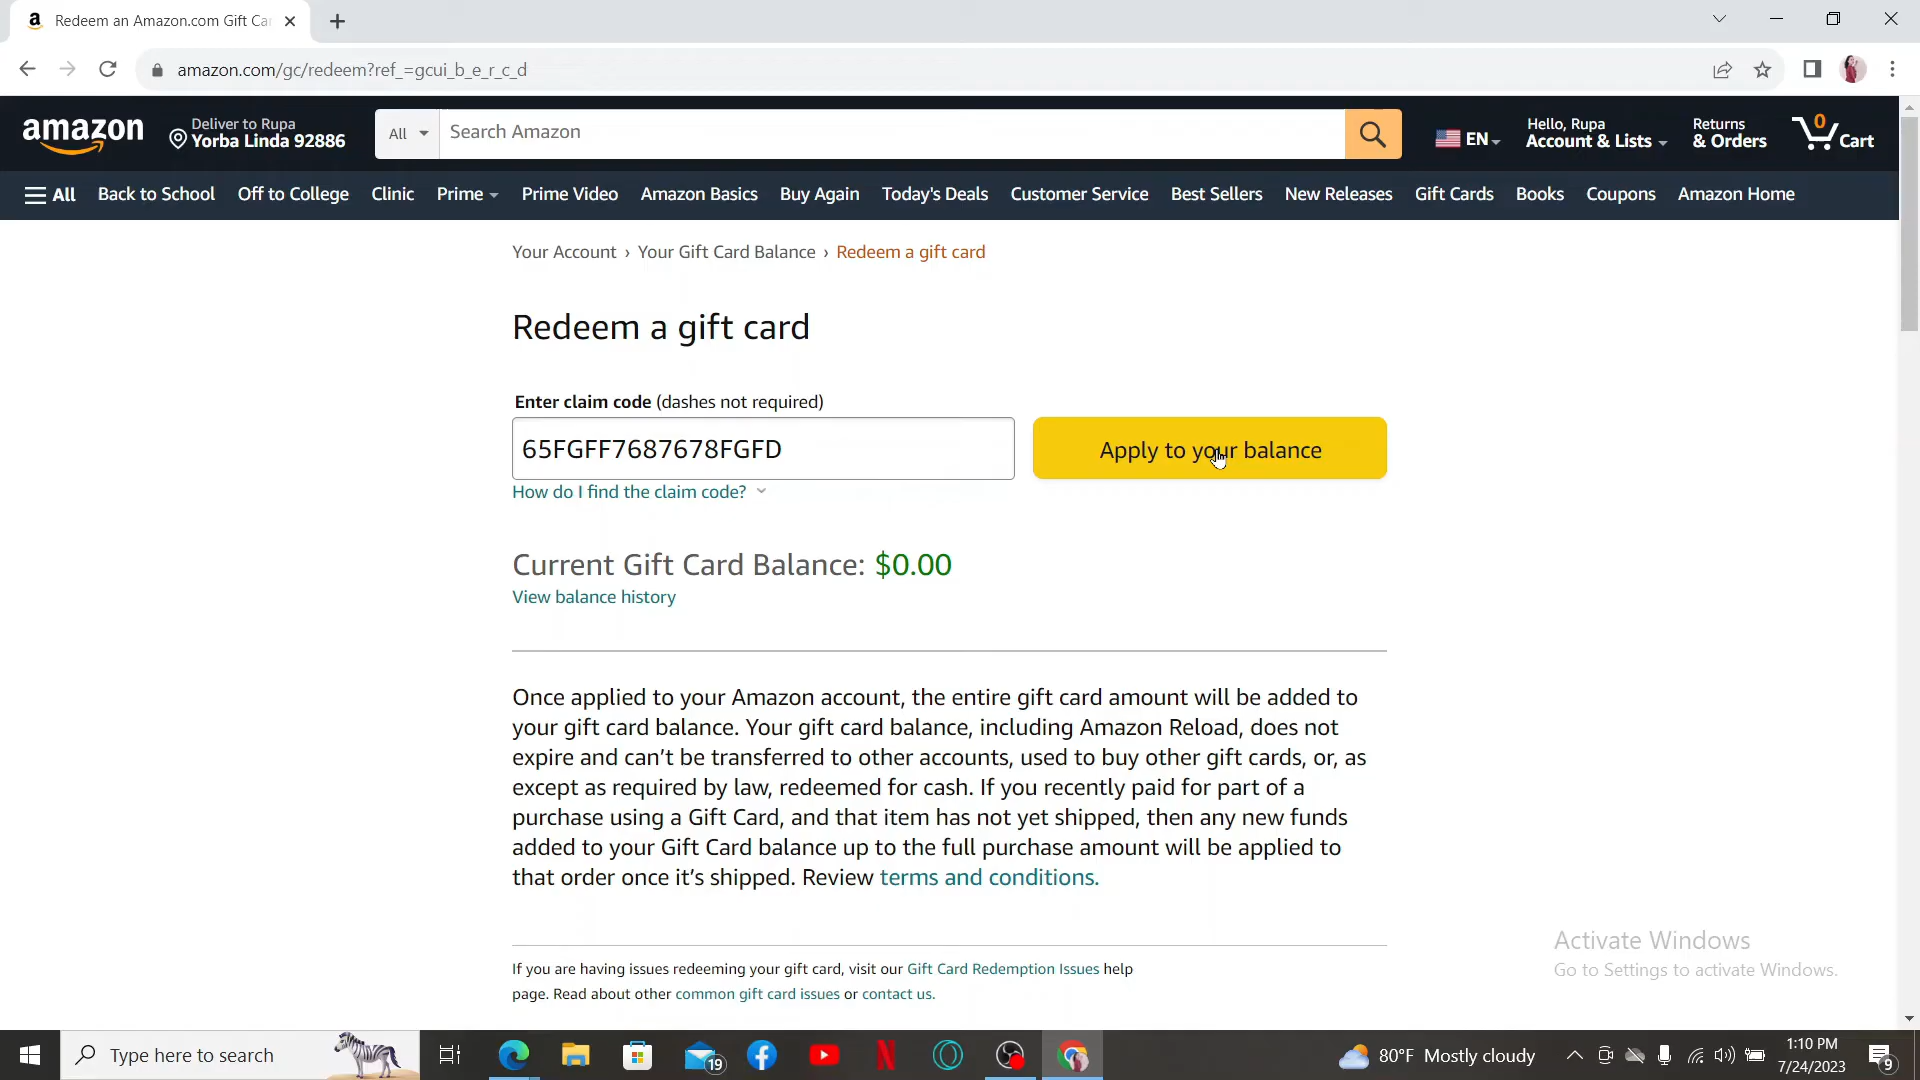 Redeem an Amazon.com Gift Ca
amazon.com/gc/redeem?ref_=gcui_b_e_r_c_d
amazon
Deliver to Rupa
Yorba Linda 92886
All
Search Amazon
EN
Hello, Rupa
Account & Lists
Returns
& Orders
0
Cart
All Back to School Off to College Clinic Prime Prime Video Amazon Basics Buy Again Today's Deals Customer Service Best Sellers New Releases Gift Cards Books Coupons Amazon Home
Your Account › Your Gift Card Balance › Redeem a gift card
Redeem a gift card
Enter claim code (dashes not required)
65FGFF7687678FGFD
Apply to your balance
How do I find the claim code?
Current Gift Card Balance: $0.00
View balance history
Once applied to your Amazon account, the entire gift card amount will be added to
your gift card balance. Your gift card balance, including Amazon Reload, does not
expire and can't be transferred to other accounts, used to buy other gift cards, or, as
except as required by law, redeemed for cash. If you recently paid for part of a
purchase using a Gift Card, and that item has not yet shipped, then any new funds
added to your Gift Card balance up to the full purchase amount will be applied to
that order once it's shipped. Review terms and conditions.
If you are having issues redeeming your gift card, visit our Gift Card Redemption Issues help
page. Read about other common gift card issues or contact us.
Activate Windows
Go to Settings to activate Windows.
Type here to search
19
80°F Mostly cloudy
1:10 PM
7/24/2023
9